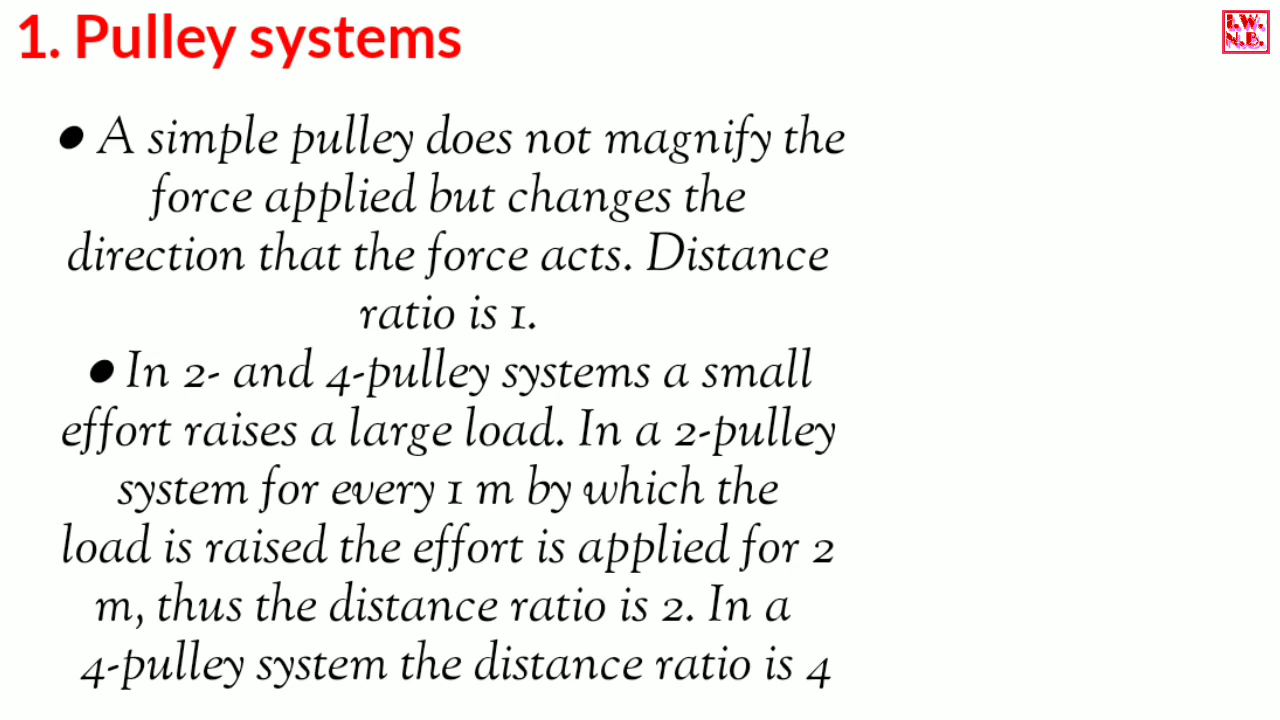 1. Pulley systems
I.W.
N.B.
● A simple pulley does not magnify the
force applied but changes the
direction that the force acts. Distance
ratio is 1.
● In 2- and 4-pulley systems a small
effort raises a large load. In a 2-pulley
system for every 1 m by which the
load is raised the effort is applied for 2
m, thus the distance ratio is 2. In a
4-pulley system the distance ratio is 4